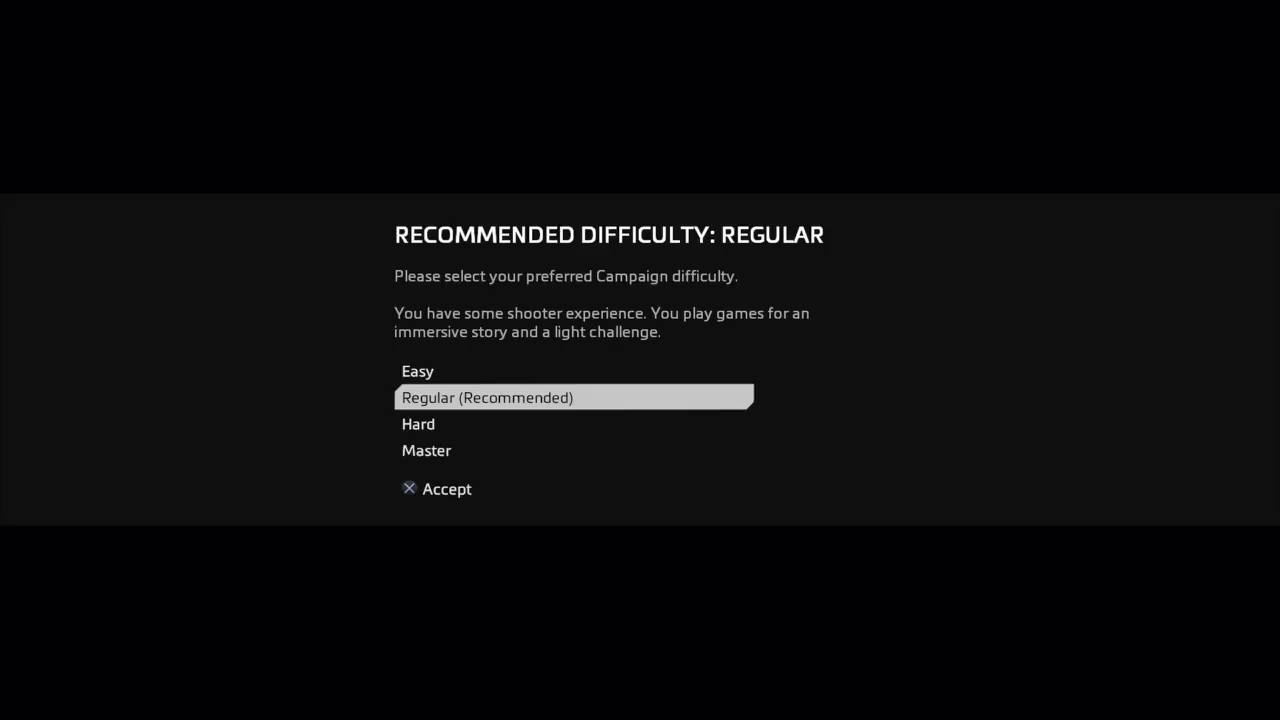 RECOMMENDED DIFFICULTY: REGULAR
Please select your preferred Campaign difficulty.
You have some shooter experience. You play games for an
immersive story and a light challenge.
Easy
Regular (Recommended)
Hard
Master
Accept